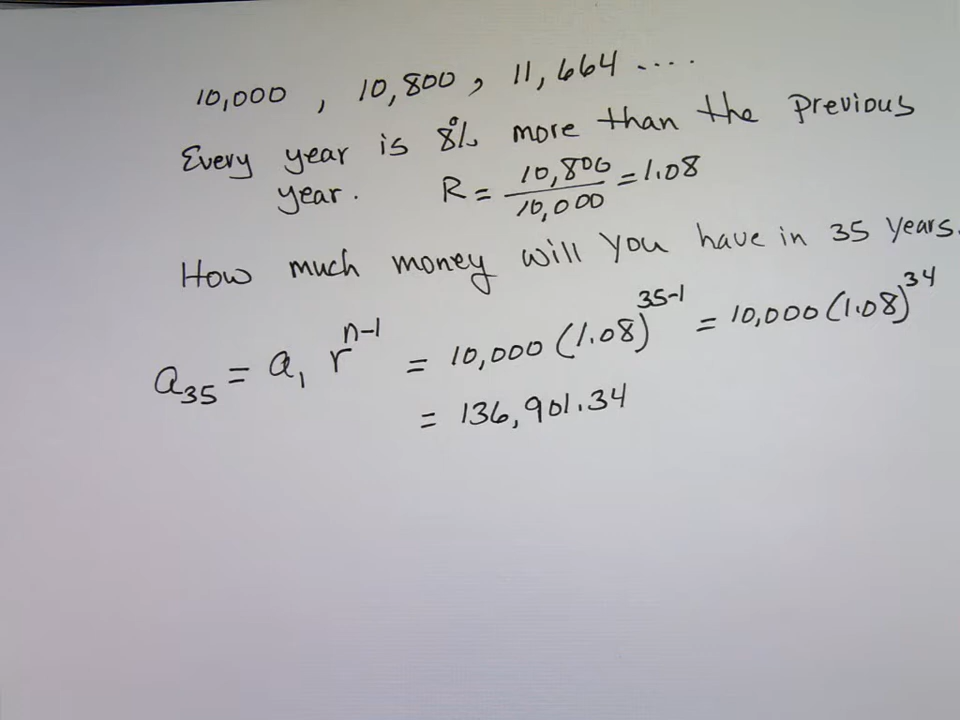 10,000 , 10,800 , 11,664 ....
Every year is 8% more than the previous
year. R = 10,800/10,000 = 1.08
How much money will you have in 35 years.
a₃₅ = a₁ rⁿ⁻¹ = 10,000 (1.08)³⁵⁻¹ = 10,000 (1.08)³⁴
= 136,901.34